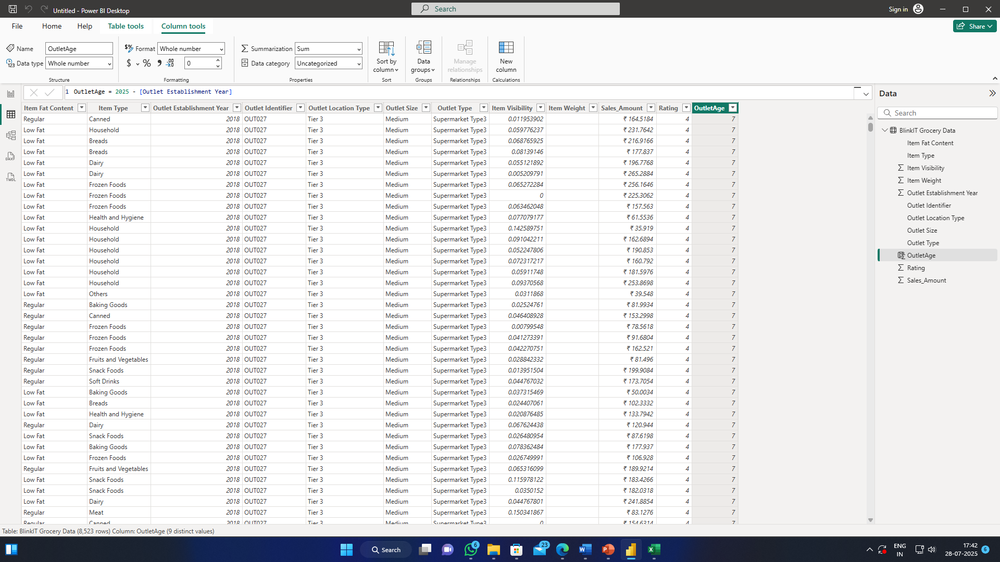 Untitled - Power BI Desktop
Search
Sign in
File Home Help Table tools Column tools
Share
Name OutletAge
Data type Whole number
Structure
Format Whole number
$ % 0
Formatting
Summarization Sum
Data category Uncategorized
Properties
Sort by column
Sort
Data groups
Groups
Manage relationships
Relationships
New column
Calculations
1 OutletAge = 2025 - [Outlet Establishment Year]
Item Fat Content Item Type Outlet Establishment Year Outlet Identifier Outlet Location Type Outlet Size Outlet Type Item Visibility Item Weight Sales_Amount Rating OutletAge
Regular Canned 2018 OUT027 Tier 3 Medium Supermarket Type3 0.011953902 ₹ 164.5184 4 7
Low Fat Household 2018 OUT027 Tier 3 Medium Supermarket Type3 0.059776237 ₹ 231.7642 4 7
Low Fat Breads 2018 OUT027 Tier 3 Medium Supermarket Type3 0.068765925 ₹ 216.9166 4 7
Low Fat Breads 2018 OUT027 Tier 3 Medium Supermarket Type3 0.08139146 ₹ 177.837 4 7
Low Fat Dairy 2018 OUT027 Tier 3 Medium Supermarket Type3 0.055121892 ₹ 196.7768 4 7
Low Fat Dairy 2018 OUT027 Tier 3 Medium Supermarket Type3 0.005209791 ₹ 265.2884 4 7
Low Fat Frozen Foods 2018 OUT027 Tier 3 Medium Supermarket Type3 0.065272284 ₹ 256.1646 4 7
Low Fat Frozen Foods 2018 OUT027 Tier 3 Medium Supermarket Type3 0 ₹ 225.3062 4 7
Low Fat Frozen Foods 2018 OUT027 Tier 3 Medium Supermarket Type3 0.063462048 ₹ 157.563 4 7
Low Fat Health and Hygiene 2018 OUT027 Tier 3 Medium Supermarket Type3 0.077079177 ₹ 61.5536 4 7
Low Fat Household 2018 OUT027 Tier 3 Medium Supermarket Type3 0.142589751 ₹ 35.919 4 7
Low Fat Household 2018 OUT027 Tier 3 Medium Supermarket Type3 0.091042211 ₹ 162.6894 4 7
Low Fat Household 2018 OUT027 Tier 3 Medium Supermarket Type3 0.052247806 ₹ 190.853 4 7
Low Fat Household 2018 OUT027 Tier 3 Medium Supermarket Type3 0.072317217 ₹ 160.792 4 7
Low Fat Household 2018 OUT027 Tier 3 Medium Supermarket Type3 0.05911748 ₹ 181.5976 4 7
Low Fat Household 2018 OUT027 Tier 3 Medium Supermarket Type3 0.09370568 ₹ 253.8698 4 7
Low Fat Others 2018 OUT027 Tier 3 Medium Supermarket Type3 0.0311868 ₹ 39.548 4 7
Regular Baking Goods 2018 OUT027 Tier 3 Medium Supermarket Type3 0.02524761 ₹ 81.9934 4 7
Regular Canned 2018 OUT027 Tier 3 Medium Supermarket Type3 0.046408928 ₹ 153.2998 4 7
Regular Frozen Foods 2018 OUT027 Tier 3 Medium Supermarket Type3 0.00799548 ₹ 78.5618 4 7
Regular Frozen Foods 2018 OUT027 Tier 3 Medium Supermarket Type3 0.041273391 ₹ 91.6804 4 7
Regular Frozen Foods 2018 OUT027 Tier 3 Medium Supermarket Type3 0.042270751 ₹ 162.521 4 7
Regular Fruits and Vegetables 2018 OUT027 Tier 3 Medium Supermarket Type3 0.028842332 ₹ 81.496 4 7
Regular Snack Foods 2018 OUT027 Tier 3 Medium Supermarket Type3 0.013951504 ₹ 199.9084 4 7
Regular Soft Drinks 2018 OUT027 Tier 3 Medium Supermarket Type3 0.044767032 ₹ 173.7054 4 7
Low Fat Baking Goods 2018 OUT027 Tier 3 Medium Supermarket Type3 0.037315469 ₹ 50.0034 4 7
Low Fat Breads 2018 OUT027 Tier 3 Medium Supermarket Type3 0.024407061 ₹ 102.3332 4 7
Low Fat Health and Hygiene 2018 OUT027 Tier 3 Medium Supermarket Type3 0.020876485 ₹ 133.7942 4 7
Regular Dairy 2018 OUT027 Tier 3 Medium Supermarket Type3 0.067624438 ₹ 120.944 4 7
Low Fat Snack Foods 2018 OUT027 Tier 3 Medium Supermarket Type3 0.026480954 ₹ 87.6198 4 7
Low Fat Baking Goods 2018 OUT027 Tier 3 Medium Supermarket Type3 0.078362484 ₹ 177.937 4 7
Low Fat Frozen Foods 2018 OUT027 Tier 3 Medium Supermarket Type3 0.026749991 ₹ 106.928 4 7
Regular Fruits and Vegetables 2018 OUT027 Tier 3 Medium Supermarket Type3 0.065316099 ₹ 189.9214 4 7
Low Fat Snack Foods 2018 OUT027 Tier 3 Medium Supermarket Type3 0.115978122 ₹ 183.4266 4 7
Low Fat Snack Foods 2018 OUT027 Tier 3 Medium Supermarket Type3 0.0350152 ₹ 182.0318 4 7
Low Fat Dairy 2018 OUT027 Tier 3 Medium Supermarket Type3 0.044767801 ₹ 241.8854 4 7
Regular Meat 2018 OUT027 Tier 3 Medium Supermarket Type3 0.150341867 ₹ 83.1276 4 7
Regular Canned 2018 OUT027 Tier 3 Medium Supermarket Type3 0 ₹ 154.6314 4 7
Data
Search
BlinkIT Grocery Data
Item Fat Content
Item Type
Item Visibility
Item Weight
Outlet Establishment Year
Outlet Identifier
Outlet Location Type
Outlet Size
Outlet Type
OutletAge
Rating
Sales_Amount
DAX
TMDL
Table: BlinkIT Grocery Data (8,523 rows) Column: OutletAge (9 distinct values)
Search
6
23
ENG
IN
17:42
28-07-2025
6